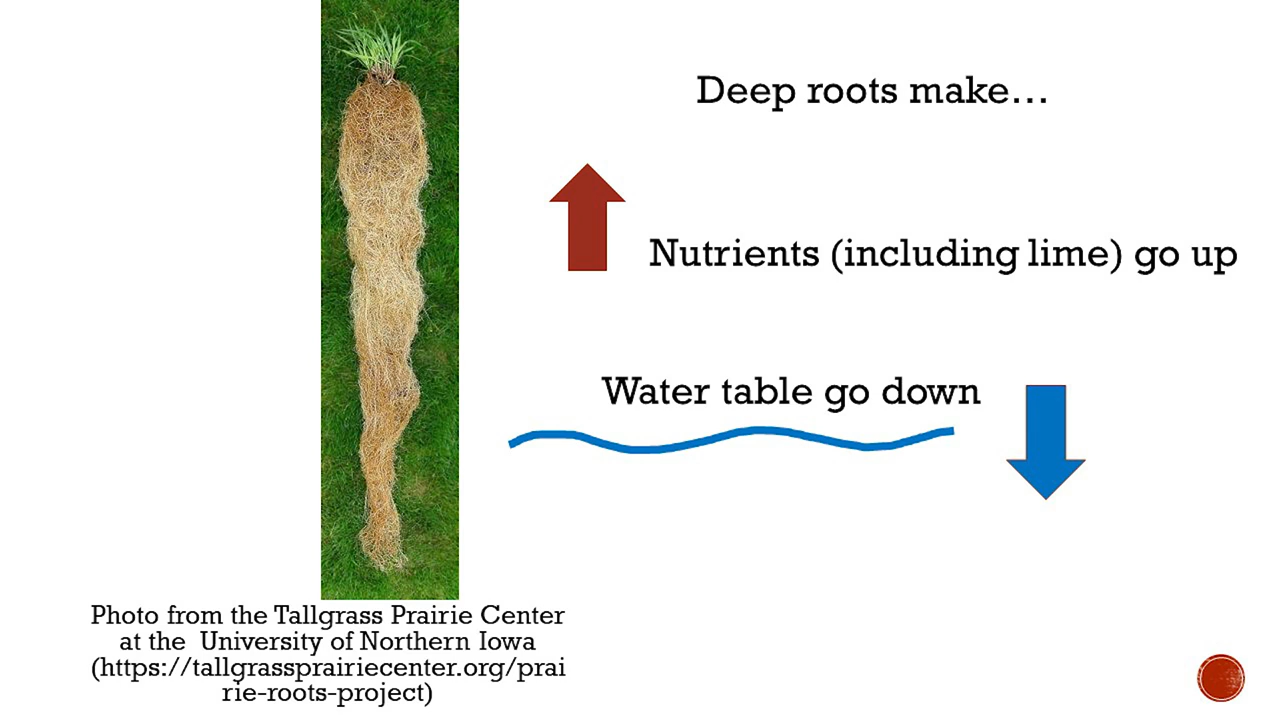 Deep roots make…
Nutrients (including lime) go up
Water table go down
Photo from the Tallgrass Prairie Center
at the University of Northern Iowa
(https://tallgrassprairiecenter.org/prai
rie-roots-project)